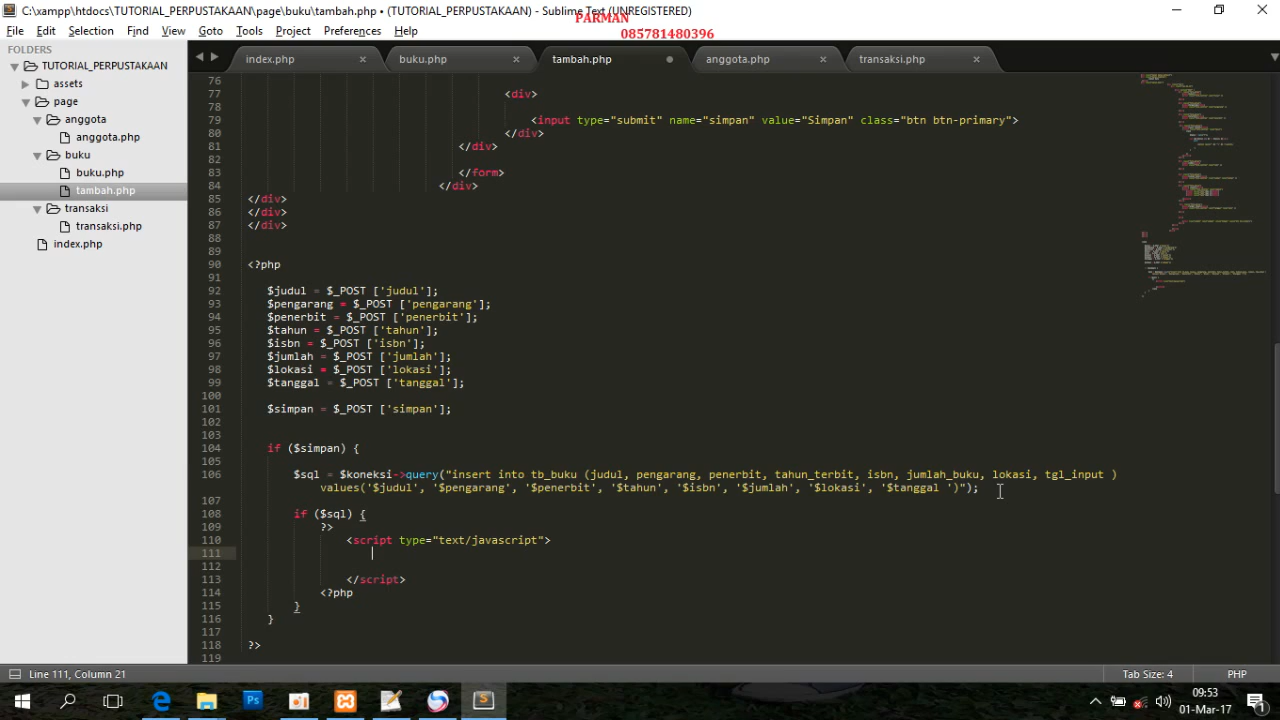 C:\xampp\htdocs\TUTORIAL_PERPUSTAKAAN\page\buku\tambah.php • (TUTORIAL_PERPUSTAKAAN) - Sublime Text (UNREGISTERED)
PARMAN
085781480396
File Edit Selection Find View Goto Tools Project Preferences Help
FOLDERS
TUTORIAL_PERPUSTAKAAN
assets
page
anggota
anggota.php
buku
buku.php
tambah.php
transaksi
transaksi.php
index.php
index.php buku.php tambah.php anggota.php transaksi.php
76
77 <div>
78
79 <input type="submit" name="simpan" value="Simpan" class="btn btn-primary">
80 </div>
81 </div>
82
83 </form>
84 </div>
85 </div>
86 </div>
87 </div>
88
89
90 <?php
91
92 $judul = $_POST ['judul'];
93 $pengarang = $_POST ['pengarang'];
94 $penerbit = $_POST ['penerbit'];
95 $tahun = $_POST ['tahun'];
96 $isbn = $_POST ['isbn'];
97 $jumlah = $_POST ['jumlah'];
98 $lokasi = $_POST ['lokasi'];
99 $tanggal = $_POST ['tanggal'];
100
101 $simpan = $_POST ['simpan'];
102
103
104 if ($simpan) {
105
106 $sql = $koneksi->query("insert into tb_buku (judul, pengarang, penerbit, tahun_terbit, isbn, jumlah_buku, lokasi, tgl_input )
values('$judul', '$pengarang', '$penerbit', '$tahun', '$isbn', '$jumlah', '$lokasi', '$tanggal ')");
107
108 if ($sql) {
109 ?>
110 <script type="text/javascript">
111
112
113 </script>
114 <?php
115 }
116 }
117
118 ?>
119
Line 111, Column 21 Tab Size: 4 PHP
09:53
01-Mar-17